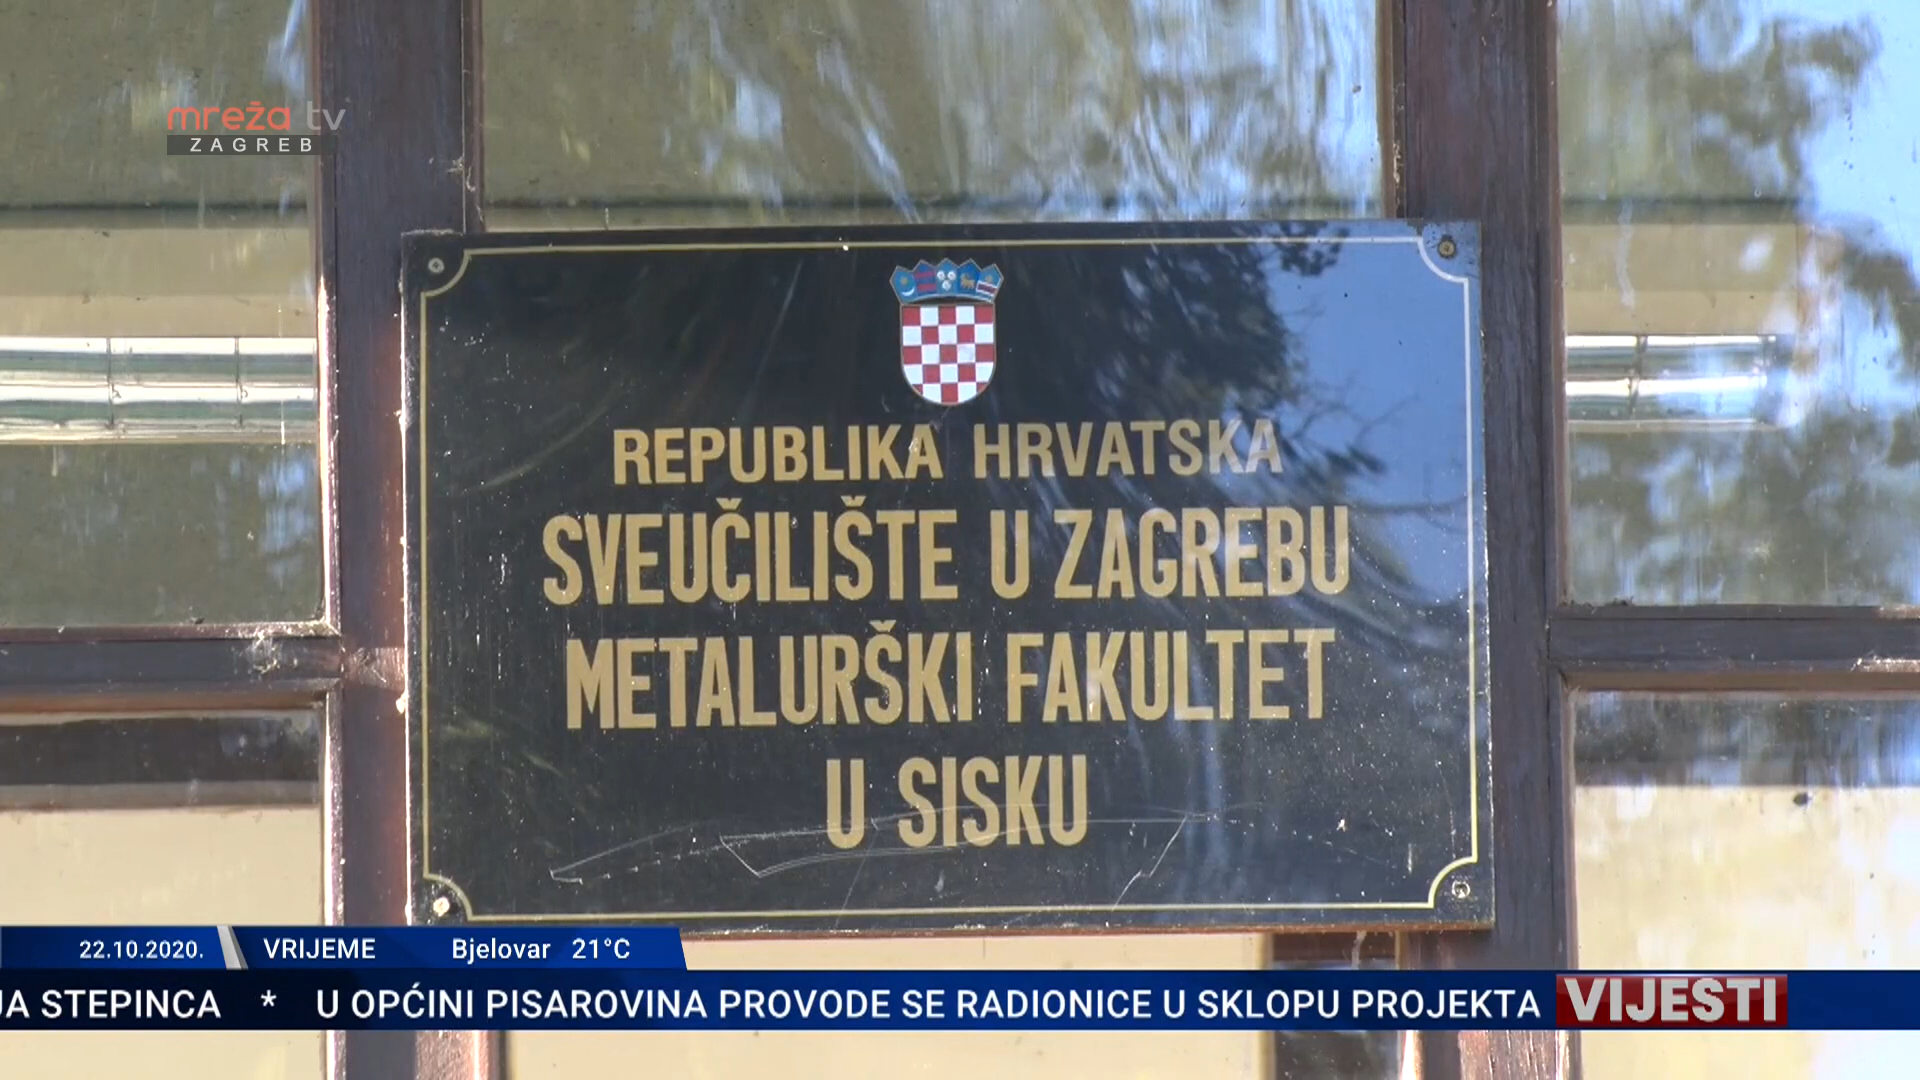 mreža tv
ZAGREB
REPUBLIKA HRVATSKA
SVEUČILIŠTE U ZAGREBU
METALURŠKI FAKULTET
U SISKU
22.10.2020. VRIJEME Bjelovar 21°C
JA STEPINCA * U OPĆINI PISAROVINA PROVODE SE RADIONICE U SKLOPU PROJEKTA VIJESTI